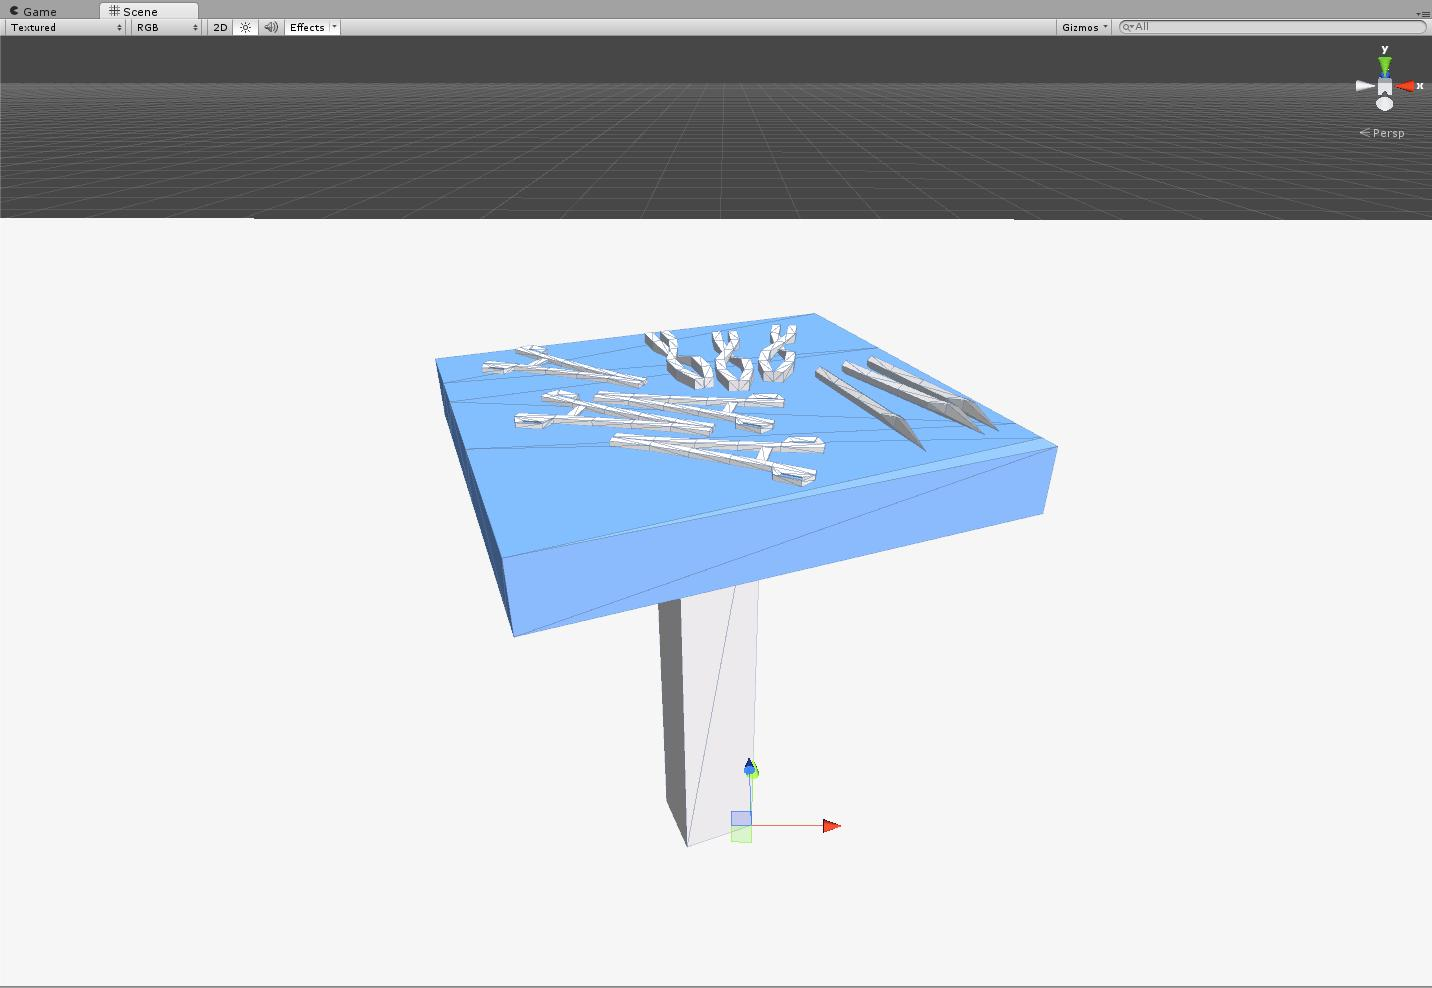 Game Scene
Textured RGB 2D Effects Gizmos All
y
x
Persp